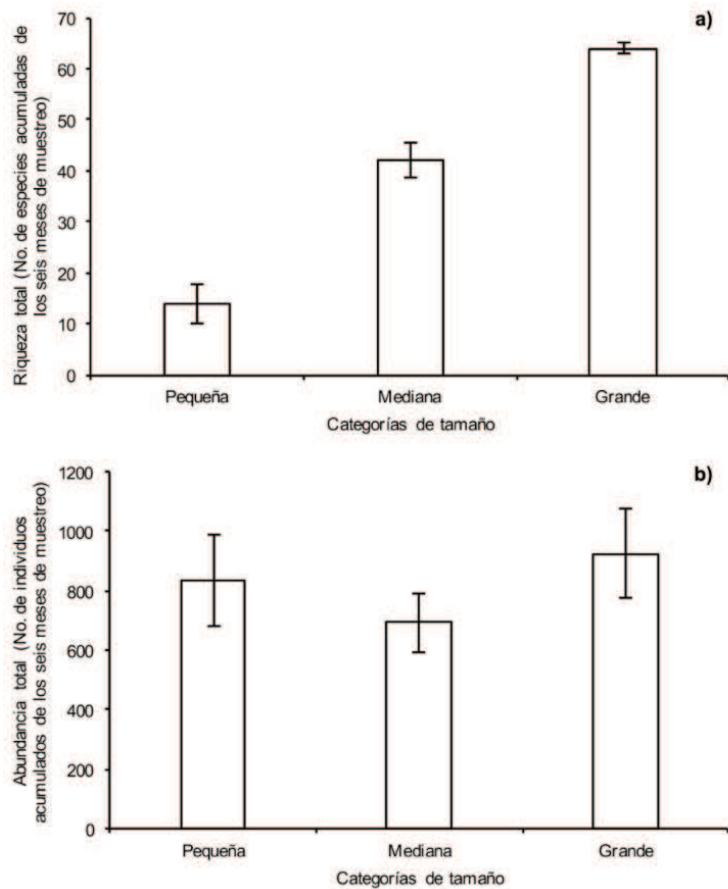 a)
Riqueza total (No. de especies acumuladas de
los seis meses de muestreo)
70
60
50
40
30
20
10
0
Pequeña Mediana Grande
Categorías de tamaño
b)
Abundancia total (No. de individuos
acumulados de los seis meses de muestreo)
1200
1000
800
600
400
200
0
Pequeña Mediana Grande
Categorías de tamaño